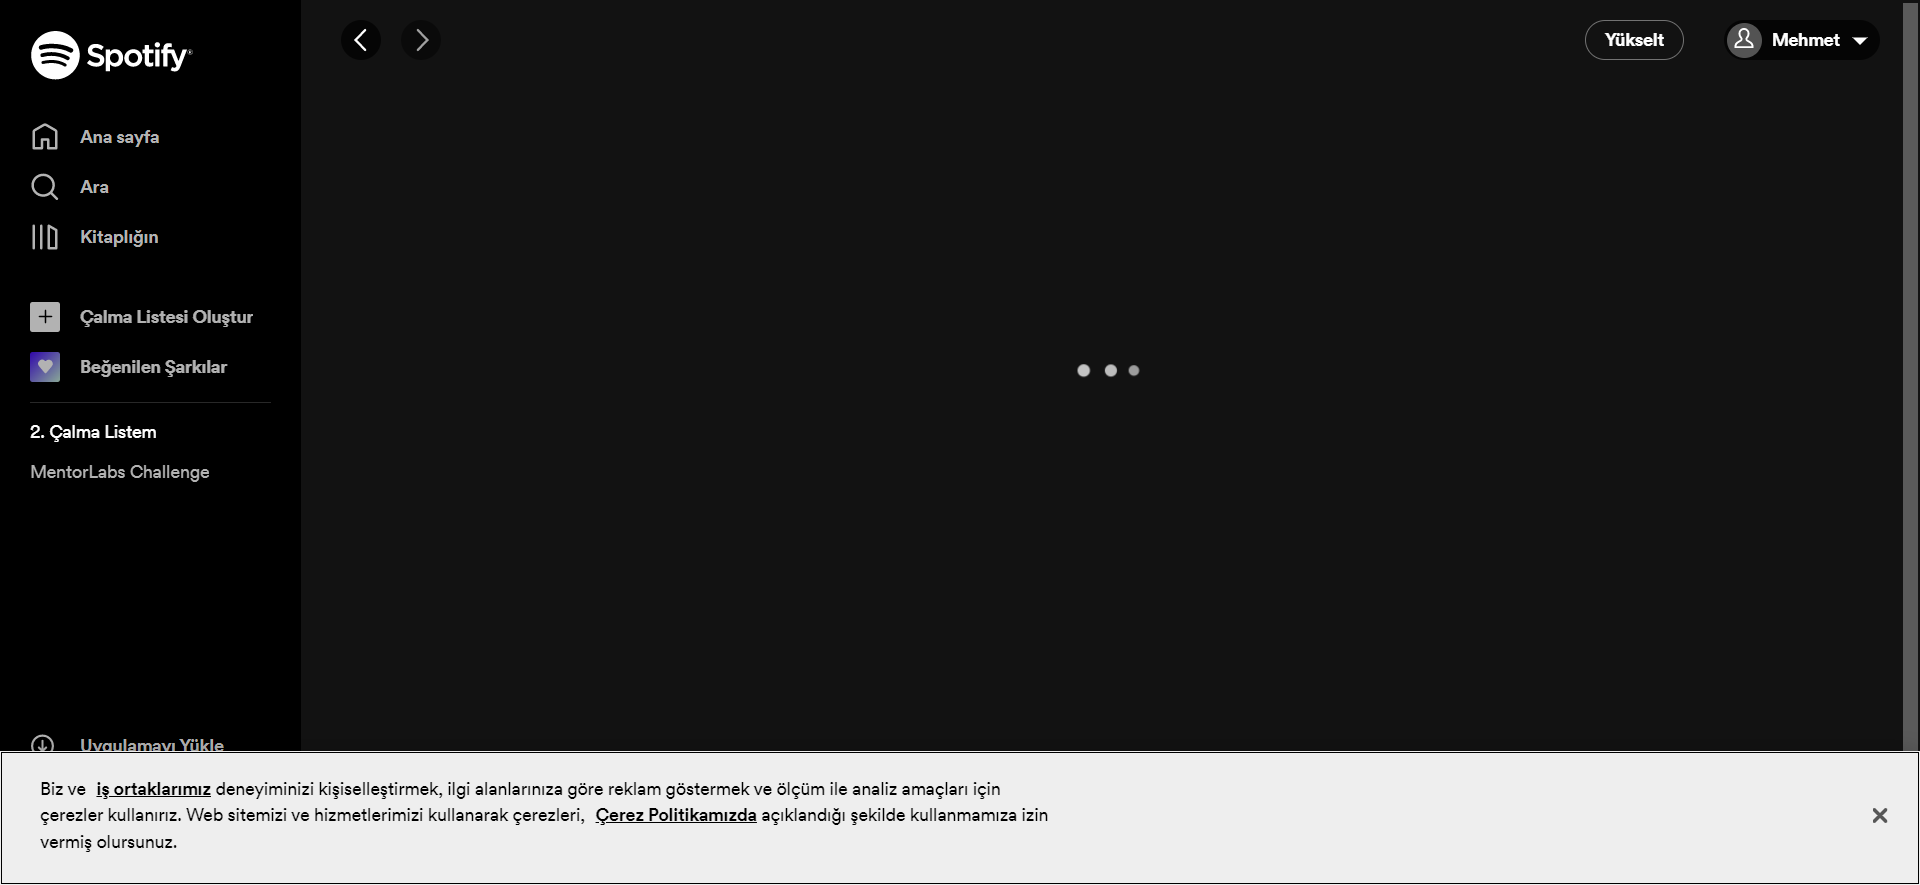 Spotify
Yükselt
Mehmet
Ana sayfa
Ara
Kitaplığın
Çalma Listesi Oluştur
Beğenilen Şarkılar
2. Çalma Listem
MentorLabs Challenge
Uygulamayı Yükle
Biz ve iş ortaklarımız deneyiminizi kişiselleştirmek, ilgi alanlarınıza göre reklam göstermek ve ölçüm ile analiz amaçları için
çerezler kullanırız. Web sitemizi ve hizmetlerimizi kullanarak çerezleri, Çerez Politikamızda açıklandığı şekilde kullanmamıza izin
vermiş olursunuz.